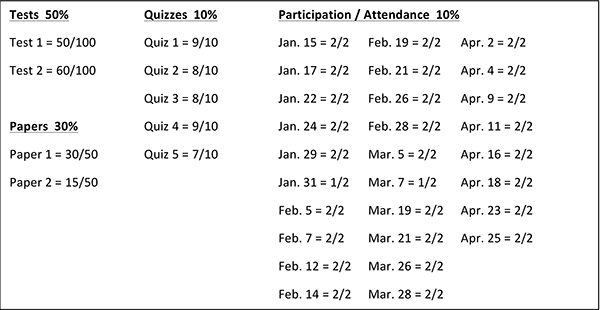 Tests 50% Quizzes 10% Participation / Attendance 10%
Test 1 = 50/100 Quiz 1 = 9/10 Jan. 15 = 2/2 Feb. 19 = 2/2 Apr. 2 = 2/2
Test 2 = 60/100 Quiz 2 = 8/10 Jan. 17 = 2/2 Feb. 21 = 2/2 Apr. 4 = 2/2
Quiz 3 = 8/10 Jan. 22 = 2/2 Feb. 26 = 2/2 Apr. 9 = 2/2
Papers 30% Quiz 4 = 9/10 Jan. 24 = 2/2 Feb. 28 = 2/2 Apr. 11 = 2/2
Paper 1 = 30/50 Quiz 5 = 7/10 Jan. 29 = 2/2 Mar. 5 = 2/2 Apr. 16 = 2/2
Paper 2 = 15/50 Jan. 31 = 1/2 Mar. 7 = 1/2 Apr. 18 = 2/2
Feb. 5 = 2/2 Mar. 19 = 2/2 Apr. 23 = 2/2
Feb. 7 = 2/2 Mar. 21 = 2/2 Apr. 25 = 2/2
Feb. 12 = 2/2 Mar. 26 = 2/2
Feb. 14 = 2/2 Mar. 28 = 2/2